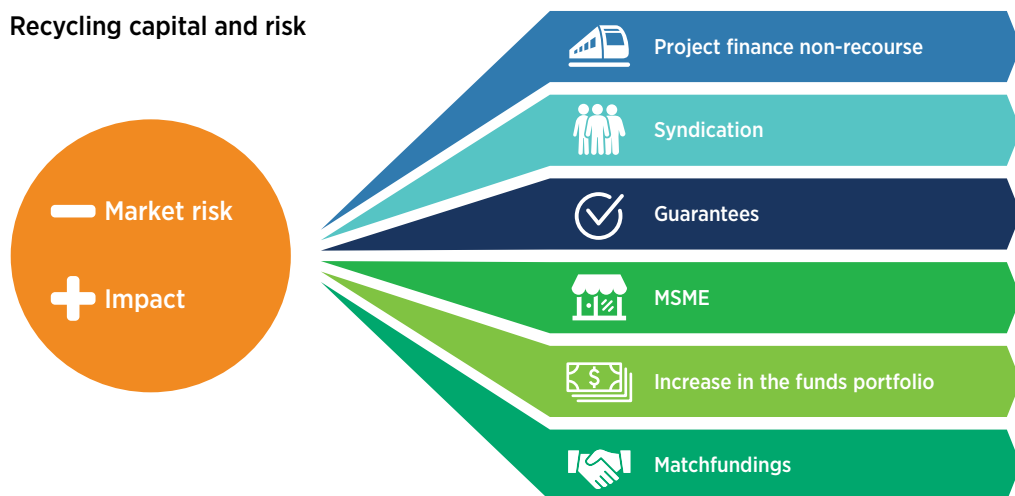 Recycling capital and risk
Market risk
Impact
Project finance non-recourse
Syndication
Guarantees
MSME
$
Increase in the funds portfolio
Matchfundings